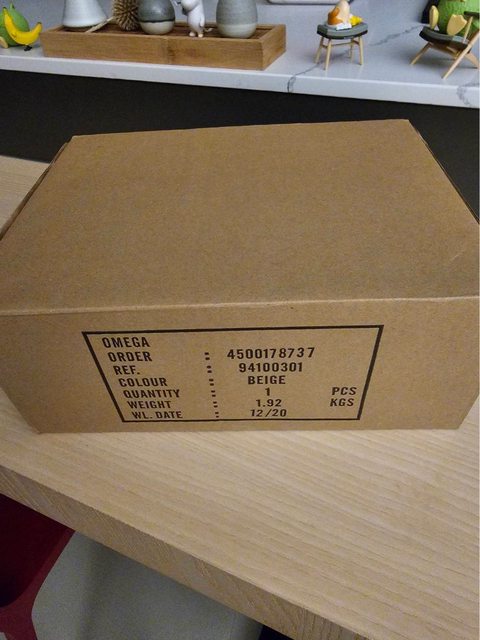 OMEGA
ORDER : 4500178737
REF. : 94100301
COLOUR : BEIGE
QUANTITY : 1 PCS
WEIGHT : 1.92 KGS
WL. DATE : 12/20